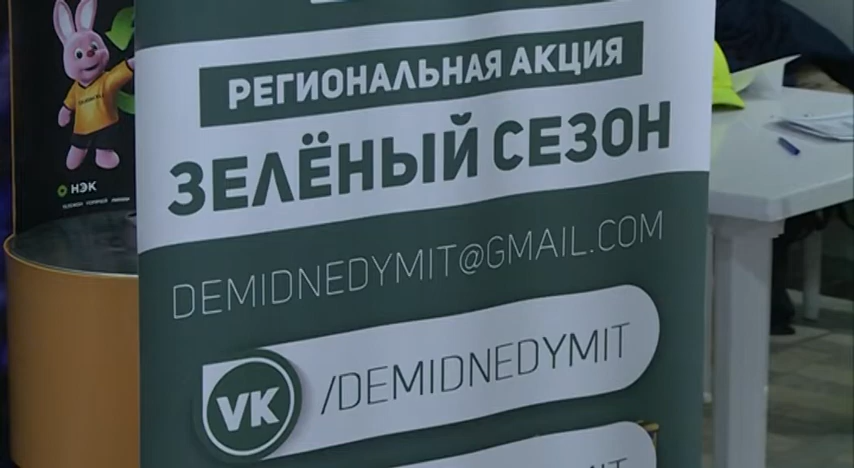 РЕГИОНАЛЬНАЯ АКЦИЯ
ЗЕЛЁНЫЙ СЕЗОН
DEMIDNEDYMIT@GMAIL.COM
VK /DEMIDNEDYMIT
НЭК